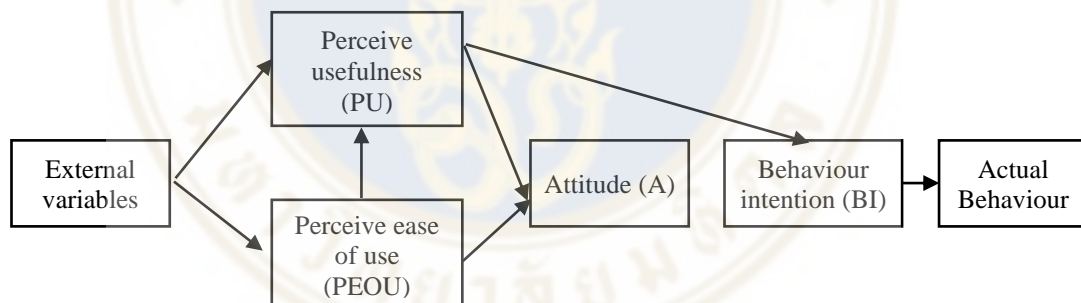 Perceive
usefulness
(PU)
External
variables
Perceive ease
of use
(PEOU)
Attitude (A)
Behaviour
intention (BI)
Actual
Behaviour